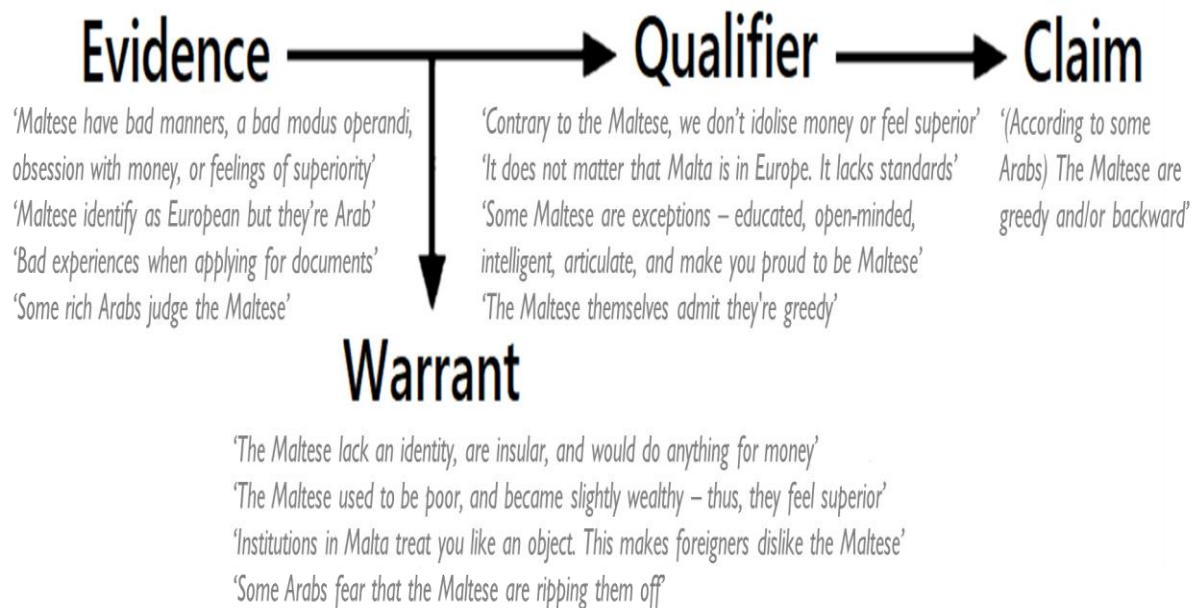 Evidence
Qualifier
Claim
‘Maltese have bad manners, a bad modus operandi,
obsession with money, or feelings of superiority’
‘Maltese identify as European but they’re Arab’
‘Bad experiences when applying for documents’
‘Some rich Arabs judge the Maltese’
‘Contrary to the Maltese, we don’t idolise money or feel superior’
‘It does not matter that Malta is in Europe. It lacks standards’
‘Some Maltese are exceptions – educated, open-minded,
intelligent, articulate, and make you proud to be Maltese’
‘The Maltese themselves admit they're greedy’
‘(According to some
Arabs) The Maltese are
greedy and/or backward’
Warrant
‘The Maltese lack an identity, are insular, and would do anything for money’
‘The Maltese used to be poor, and became slightly wealthy – thus, they feel superior’
‘Institutions in Malta treat you like an object. This makes foreigners dislike the Maltese’
‘Some Arabs fear that the Maltese are ripping them off’